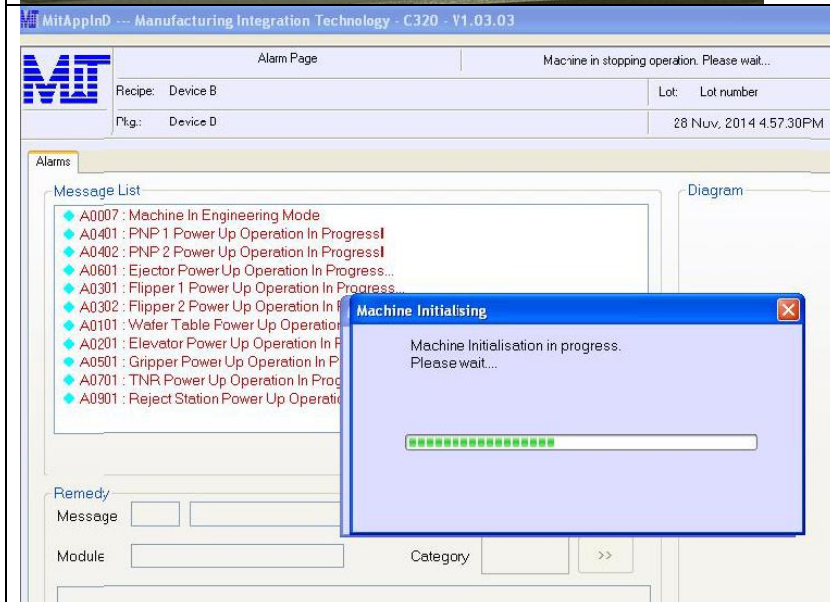 MitAppInD --- Manufacturing Integration Technology - C320 - V1.03.03
MIT
Alarm Page
Machine in stopping operation. Please wait...
Recipe: Device B
Lot: Lot number
Pkg.: Device D
28 Nov, 2014 4.57.30PM
Alarms
Message List
Diagram
A0007 : Machine In Engineering Mode
A0401 : PNP 1 Power Up Operation In Progress!
A0402 : PNP 2 Power Up Operation In Progress!
A0601 : Ejector Power Up Operation In Progress...
A0301 : Flipper 1 Power Up Operation In Progress...
A0302 : Flipper 2 Power Up Operation In
A0101 : Wafer Table Power Up Operation
A0201 : Elevator Power Up Operation In
A0501 : Gripper Power Up Operation In
A0701 : TNR Power Up Operation In Prog
A0901 : Reject Station Power Up Operati
Machine Initialising
Machine Initialisation in progress.
Please wait....
Remedy
Message
Module
Category
>>